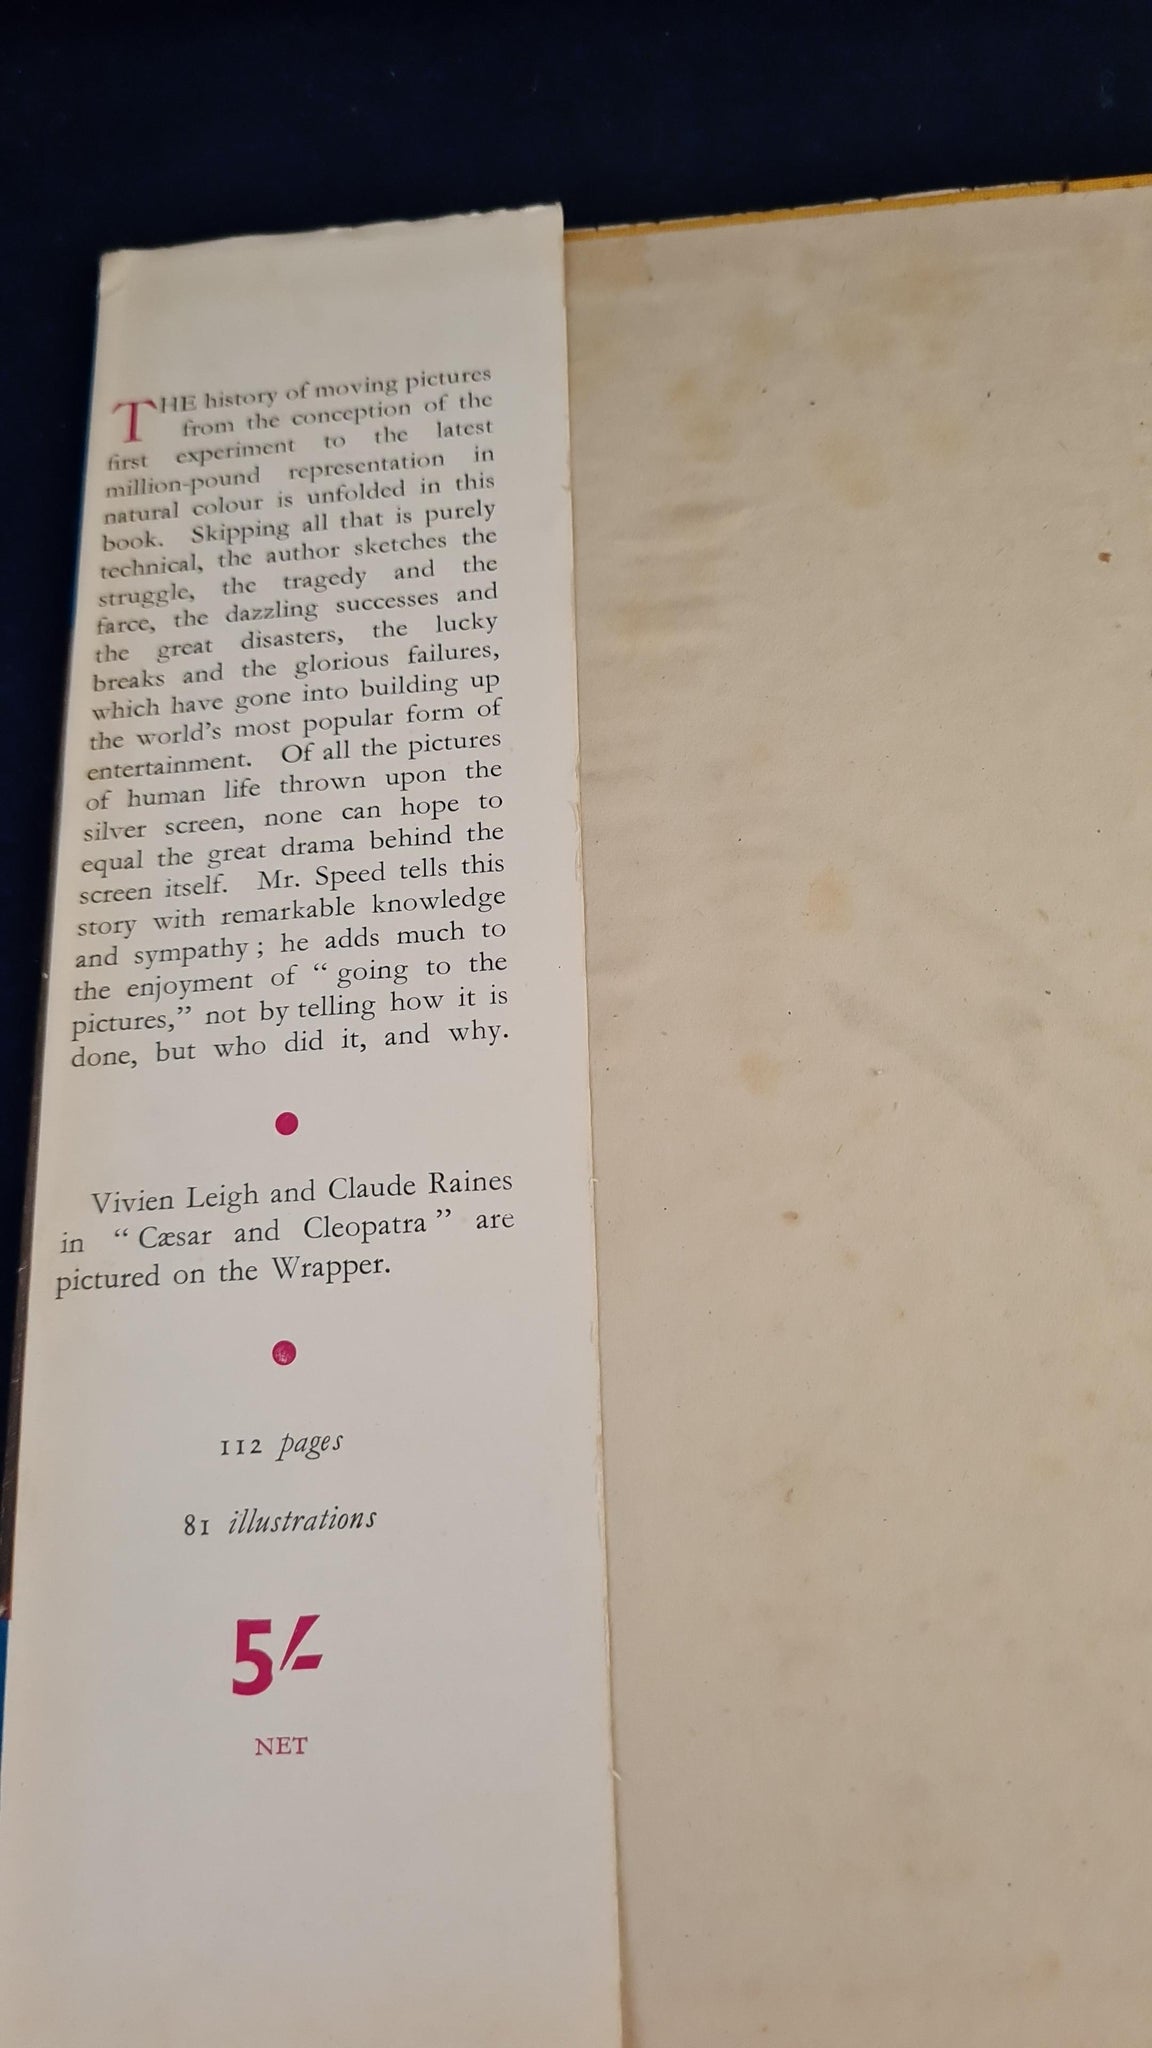 THE history of moving pictures
from the conception of the
first experiment to the latest
million-pound representation in
natural colour is unfolded in this
book. Skipping all that is purely
technical, the author sketches the
struggle, the tragedy and the
farce, the dazzling successes and
the great disasters, the lucky
breaks and the glorious failures,
which have gone into building up
the world's most popular form of
entertainment. Of all the pictures
of human life thrown upon the
silver screen, none can hope to
equal the great drama behind the
screen itself. Mr. Speed tells this
story with remarkable knowledge
and sympathy ; he adds much to
the enjoyment of “ going to the
pictures,” not by telling how it is
done, but who did it, and why.
Vivien Leigh and Claude Raines
in “ Cæsar and Cleopatra ” are
pictured on the Wrapper.
112 pages
81 illustrations
5/-
NET